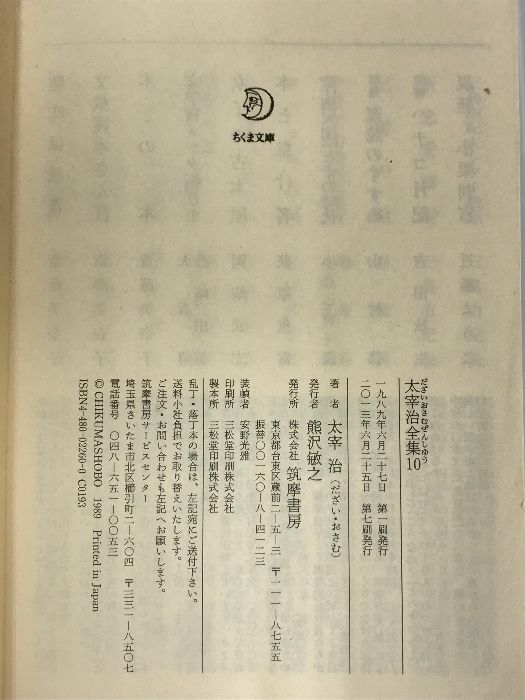 ちくま文庫
太宰治全集10
だざいおさむぜんしゅう
一九八九年六月二十七日 第一刷発行
二〇一三年六月二十五日 第七刷発行
著者 太宰 治(だざい・おさむ)
発行者 熊沢敏之
発行所 株式会社 筑摩書房
東京都台東区蔵前二―五―三 〒一一一―八七五五
振替〇〇一六〇―八―四一二三
装幀者 安野光雅
印刷所 三松堂印刷株式会社
製本所 三松堂印刷株式会社
乱丁・落丁本の場合は、左記宛にご送付下さい。
送料小社負担でお取り替えいたします。
ご注文・お問い合わせも左記へお願いします。
筑摩書房サービスセンター
埼玉県さいたま市北区櫛引町二―六〇四 〒三三一―八五〇七
電話番号 〇四八―六五一―〇〇五三
© CHIKUMASHOBO 1989 Printed in Japan
ISBN4-480-02260-0 C0193